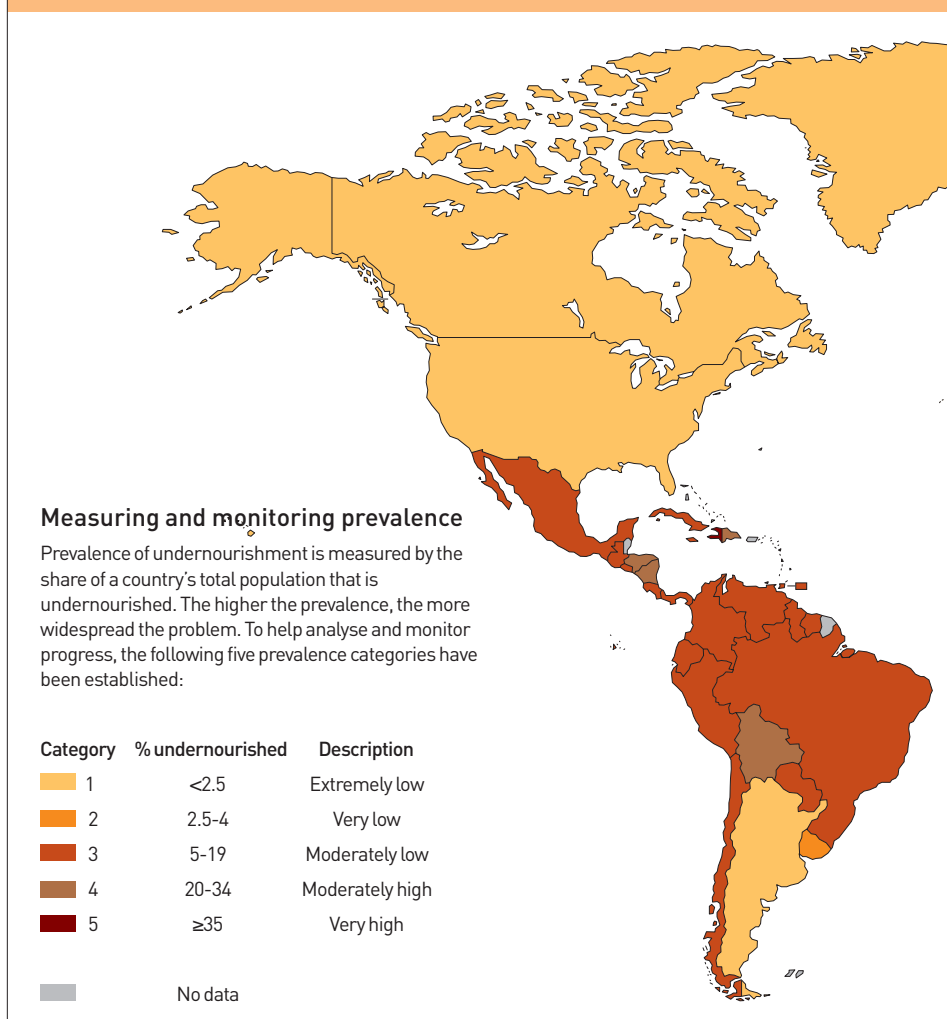 Measuring and monitoring prevalence
Prevalence of undernourishment is measured by the
share of a country’s total population that is
undernourished. The higher the prevalence, the more
widespread the problem. To help analyse and monitor
progress, the following five prevalence categories have
been established:
Category % undernourished Description
1 <2.5 Extremely low
2 2.5-4 Very low
3 5-19 Moderately low
4 20-34 Moderately high
5 ≥35 Very high
No data